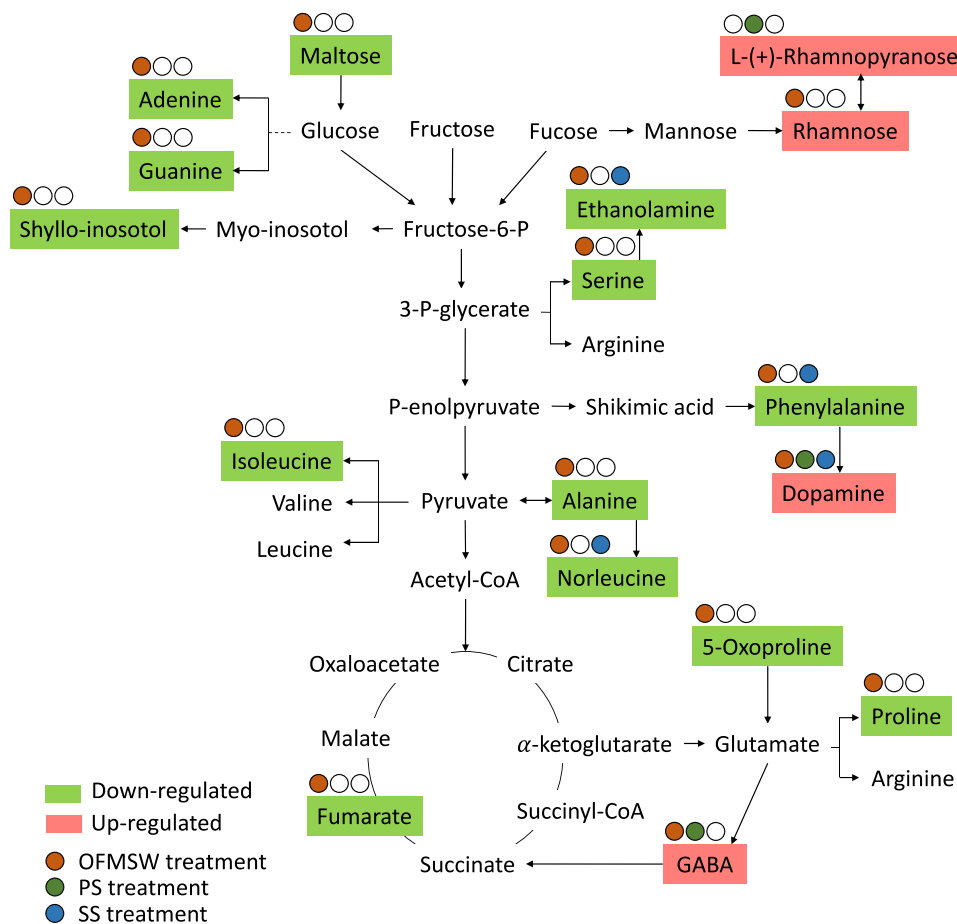 Maltose
L-(+)-Rhamnopyranose
Adenine
Glucose
Fructose
Fucose
Mannose
Rhamnose
Guanine
Shyllo-inosotol
Myo-inosotol
Fructose-6-P
Ethanolamine
Serine
3-P-glycerate
Arginine
P-enolpyruvate
Shikimic acid
Phenylalanine
Isoleucine
Dopamine
Valine
Pyruvate
Alanine
Leucine
Acetyl-CoA
Norleucine
5-Oxoproline
Oxaloacetate
Citrate
Proline
Malate
α-ketoglutarate
Glutamate
Arginine
Fumarate
Succinyl-CoA
Succinate
GABA
Down-regulated
Up-regulated
OFMSW treatment
PS treatment
SS treatment